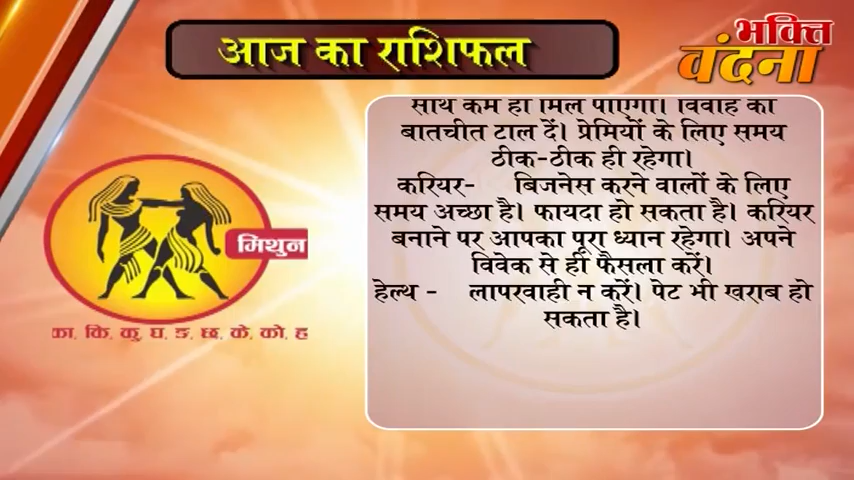 आज का राशिफल
भक्ति
वंदना
साथ कम ही मिल पाएगा। विवाह की
बातचीत टाल दें। प्रेमियों के लिए समय
ठीक-ठीक ही रहेगा।
करियर- बिजनेस करने वालों के लिए
समय अच्छा है। फायदा हो सकता है। करियर
बनाने पर आपका पूरा ध्यान रहेगा। अपने
विवेक से ही फैसला करें।
हेल्थ - लापरवाही न करें। पेट भी खराब हो
सकता है।
मिथुन
का, कि, कु, घ, ङ, छ, के, को, ह